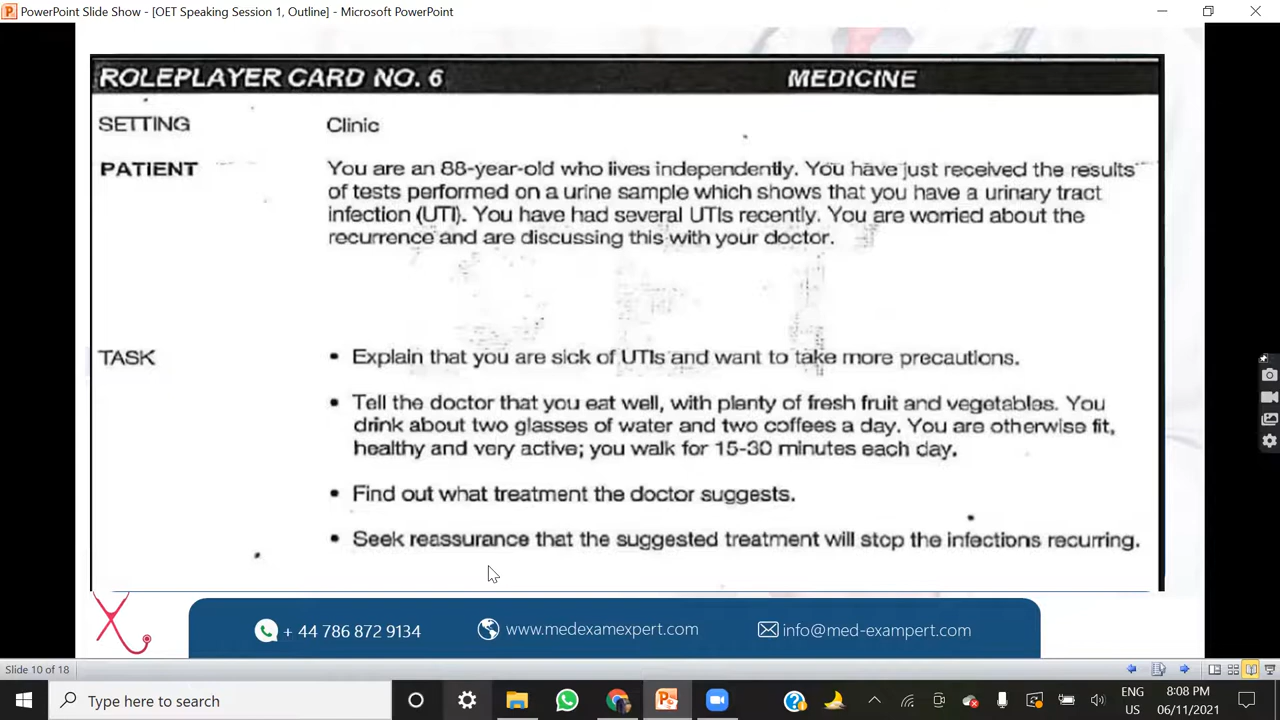 PowerPoint Slide Show - [OET Speaking Session 1, Outline] - Microsoft PowerPoint
ROLEPLAYER CARD NO. 6 MEDICINE
SETTING Clinic
PATIENT You are an 88-year-old who lives independently. You have just received the results
of tests performed on a urine sample which shows that you have a urinary tract
infection (UTI). You have had several UTIs recently. You are worried about the
recurrence and are discussing this with your doctor.
TASK • Explain that you are sick of UTIs and want to take more precautions.
• Tell the doctor that you eat well, with plenty of fresh fruit and vegetables. You
drink about two glasses of water and two coffees a day. You are otherwise fit,
healthy and very active; you walk for 15-30 minutes each day.
• Find out what treatment the doctor suggests.
• Seek reassurance that the suggested treatment will stop the infections recurring.
+ 44 786 872 9134 www.medexamexpert.com info@med-exampert.com
Slide 10 of 18
Type here to search
ENG 8:08 PM
US 06/11/2021